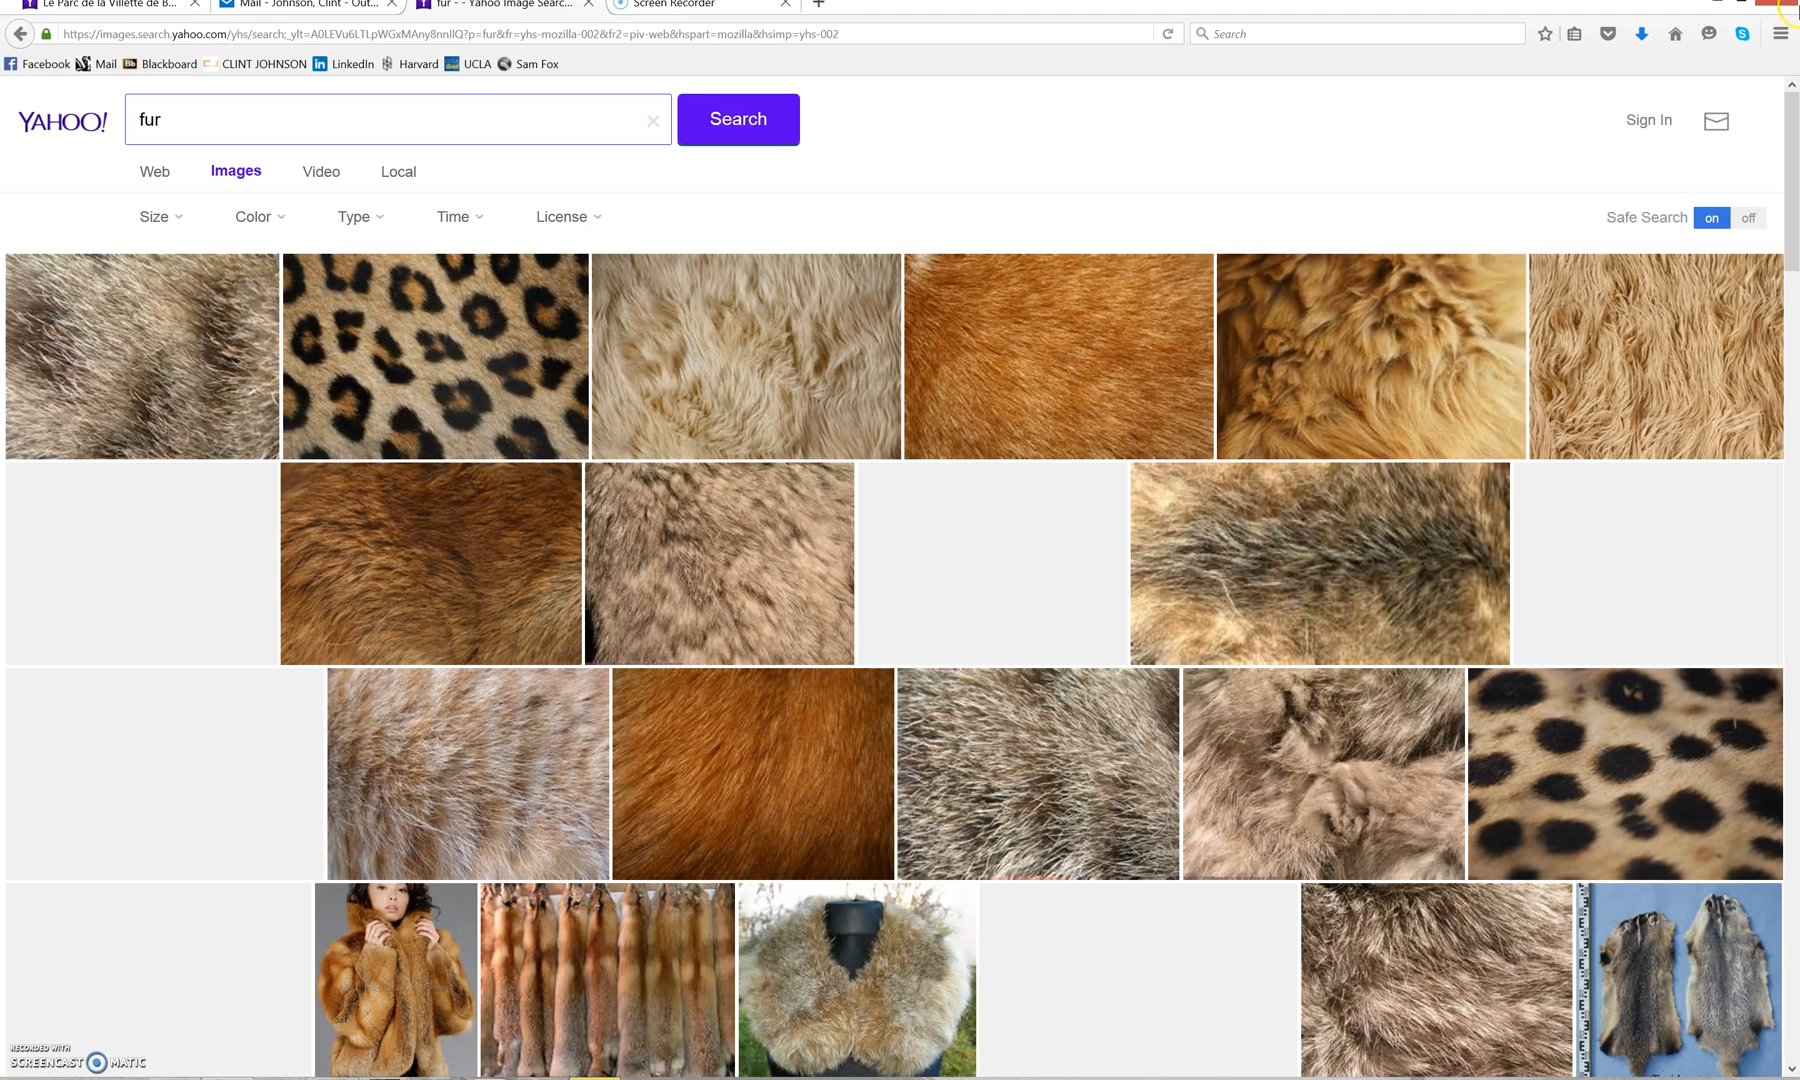 Le Parc de la Villette de B...
Mail - Johnson, Clint - Out...
fur - - Yahoo Image Searc...
Screen Recorder
https://images.search.yahoo.com/yhs/search;_ylt=A0LEVu6LTLpWGxMAny8nnIlQ?p=fur&fr=yhs-mozilla-002&fr2=piv-web&hspart=mozilla&hsimp=yhs-002
Search
Facebook
Mail
Bb Blackboard
CLINT JOHNSON
in LinkedIn
Harvard
UCLA
Sam Fox
YAHOO!
fur
Search
Sign In
Web
Images
Video
Local
Size
Color
Type
Time
License
Safe Search on off
RECORDED WITH
SCREENCAST MATIC